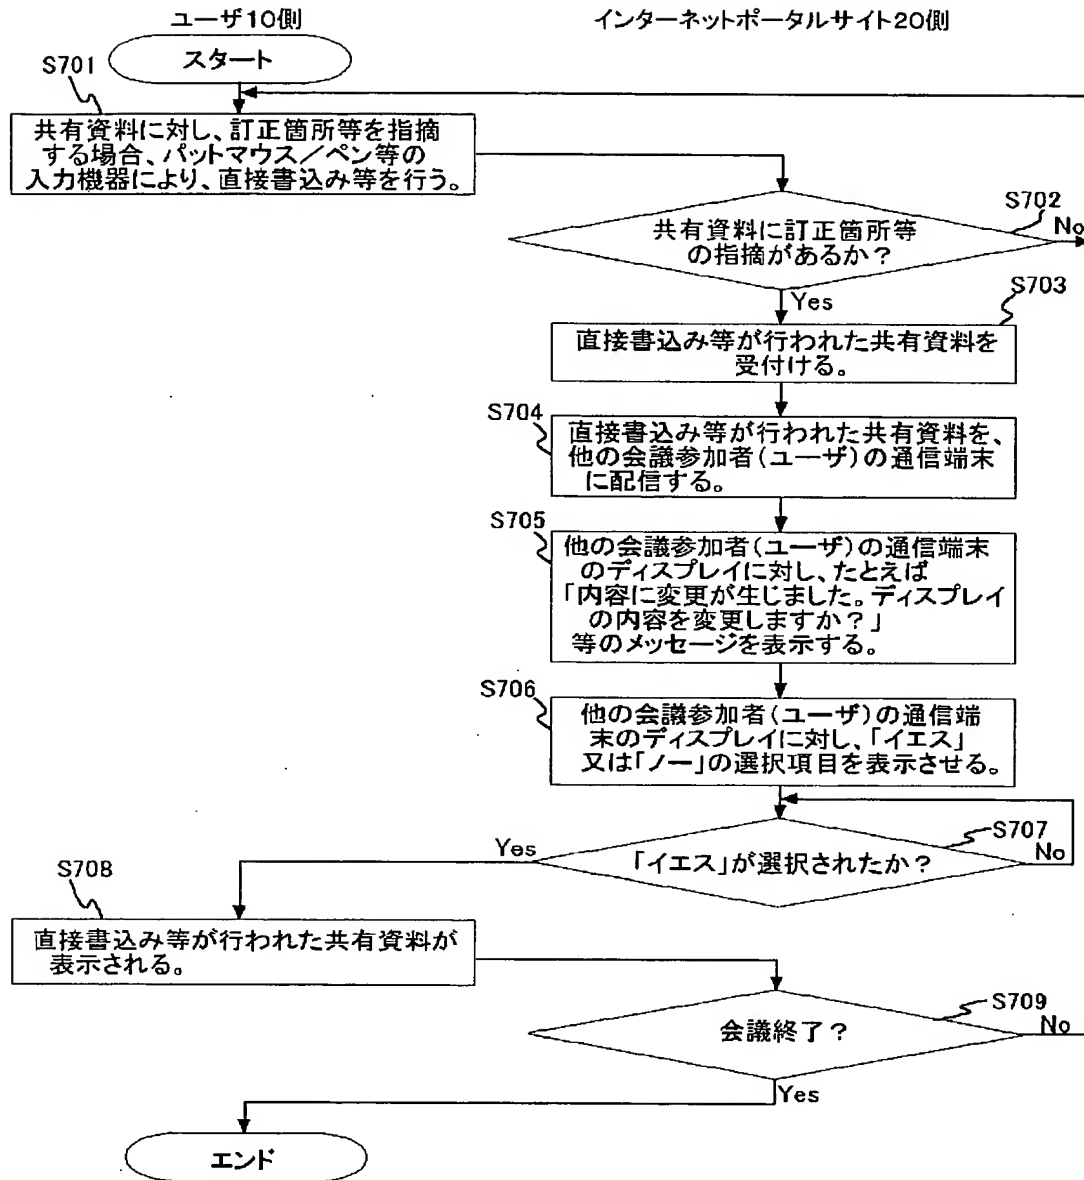 ユーザ10側
インターネットポータルサイト20側
スタート
S701
共有資料に対し、訂正箇所等を指摘
する場合、パットマウス／ペン等の
入力機器により、直接書込み等を行う。
S702
共有資料に訂正箇所等
の指摘があるか？
No
Yes
S703
直接書込み等が行われた共有資料を
受付ける。
S704
直接書込み等が行われた共有資料を、
他の会議参加者(ユーザ)の通信端末
に配信する。
S705
他の会議参加者(ユーザ)の通信端末
のディスプレイに対し、たとえば
「内容に変更が生じました。ディスプレイ
の内容を変更しますか？」
等のメッセージを表示する。
S706
他の会議参加者(ユーザ)の通信端
末のディスプレイに対し、「イエス」
又は「ノー」の選択項目を表示させる。
S707
「イエス」が選択されたか？
Yes
No
S708
直接書込み等が行われた共有資料が
表示される。
S709
会議終了？
No
Yes
エンド